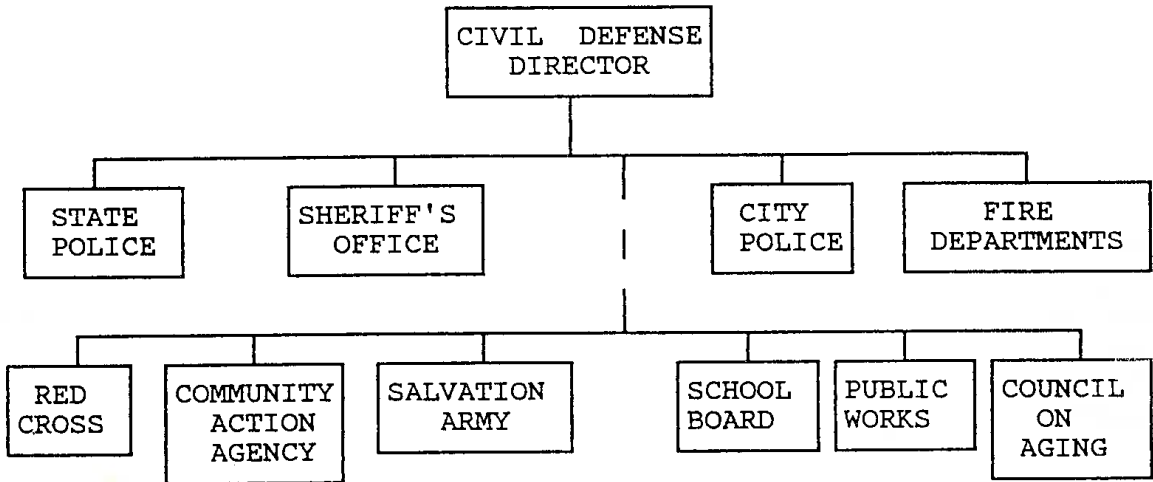 CIVIL DEFENSE
DIRECTOR
STATE
POLICE
SHERIFF'S
OFFICE
CITY
POLICE
FIRE
DEPARTMENTS
RED
CROSS
COMMUNITY
ACTION
AGENCY
SALVATION
ARMY
SCHOOL
BOARD
PUBLIC
WORKS
COUNCIL
ON
AGING